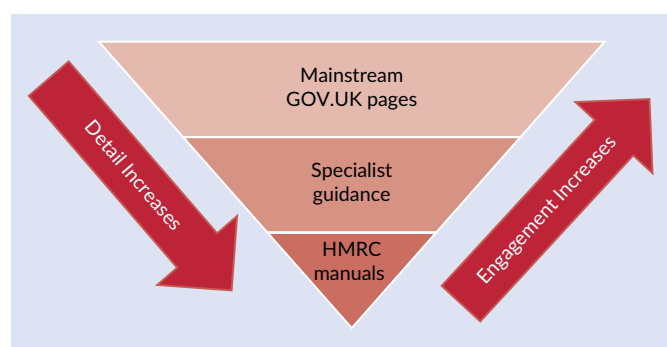 Mainstream
GOV.UK pages
Detail Increases
Specialist
guidance
Engagement Increases
HMRC
manuals